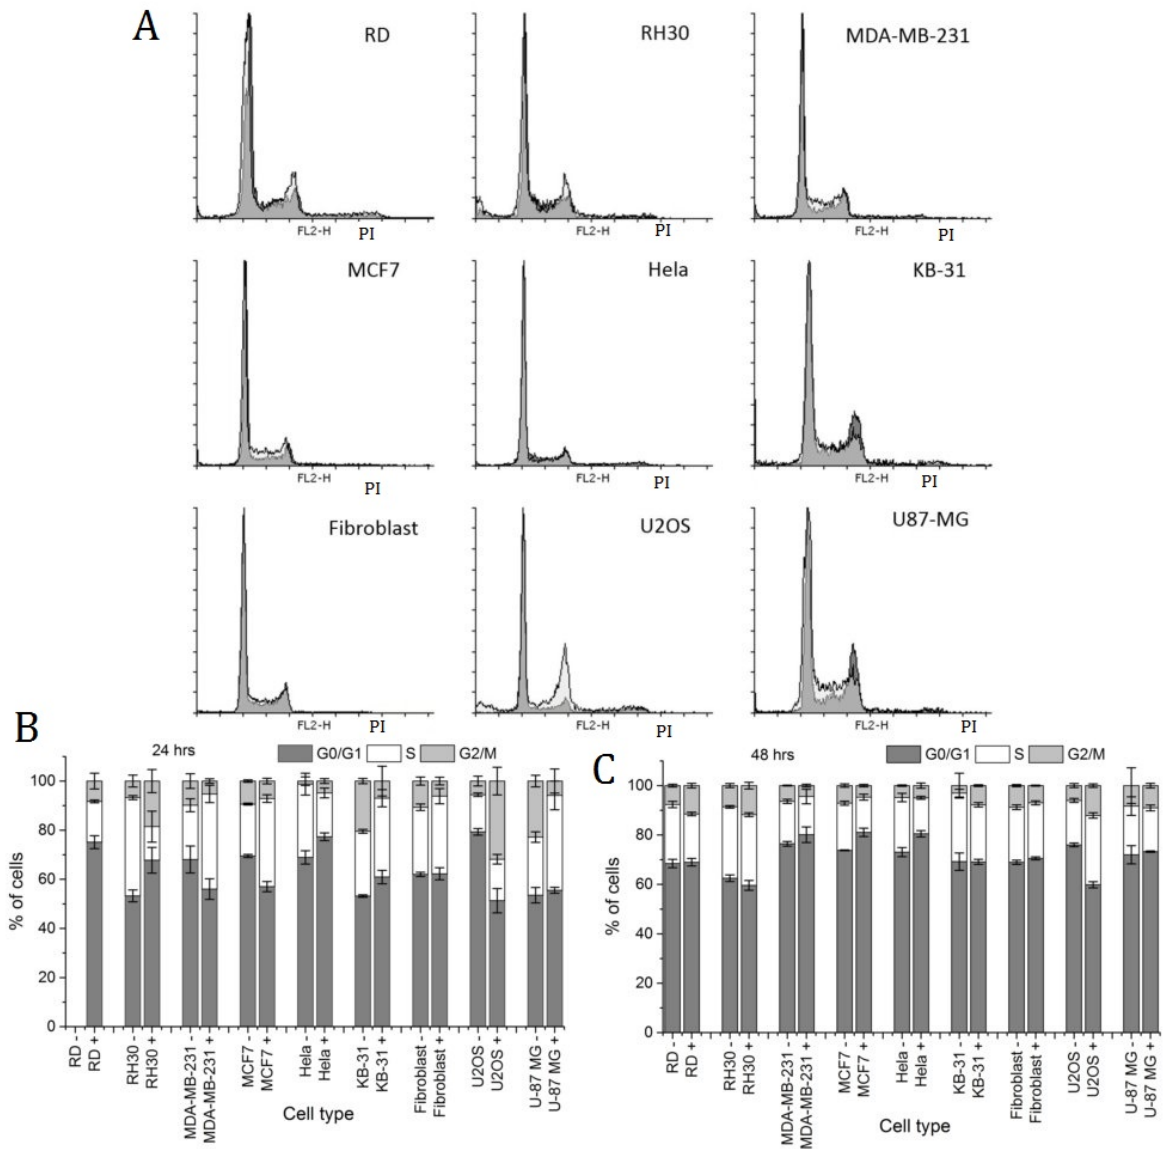 A
RD
RH30
MDA-MB-231
FL2-H PI
FL2-H PI
FL2-H PI
MCF7
Hela
KB-31
FL2-H PI
FL2-H PI
FL2-H PI
Fibroblast
U2OS
U87-MG
FL2-H PI
FL2-H PI
FL2-H PI
B
24 hrs
G0/G1 S G2/M
100
80
60
40
20
0
% of cells
RD -
RD +
RH30 -
RH30 +
MDA-MB-231 -
MDA-MB-231 +
MCF7 -
MCF7 +
Hela -
Hela +
KB-31 -
KB-31 +
Fibroblast -
Fibroblast +
U2OS -
U2OS +
U-87 MG -
U-87 MG +
Cell type
C
48 hrs
G0/G1 S G2/M
100
80
60
40
20
0
% of cells
RD -
RD +
RH30 -
RH30 +
MDA-MB-231 -
MDA-MB-231 +
MCF7 -
MCF7 +
Hela -
Hela +
KB-31 -
KB-31 +
Fibroblast -
Fibroblast +
U2OS -
U2OS +
U-87 MG -
U-87 MG +
Cell type